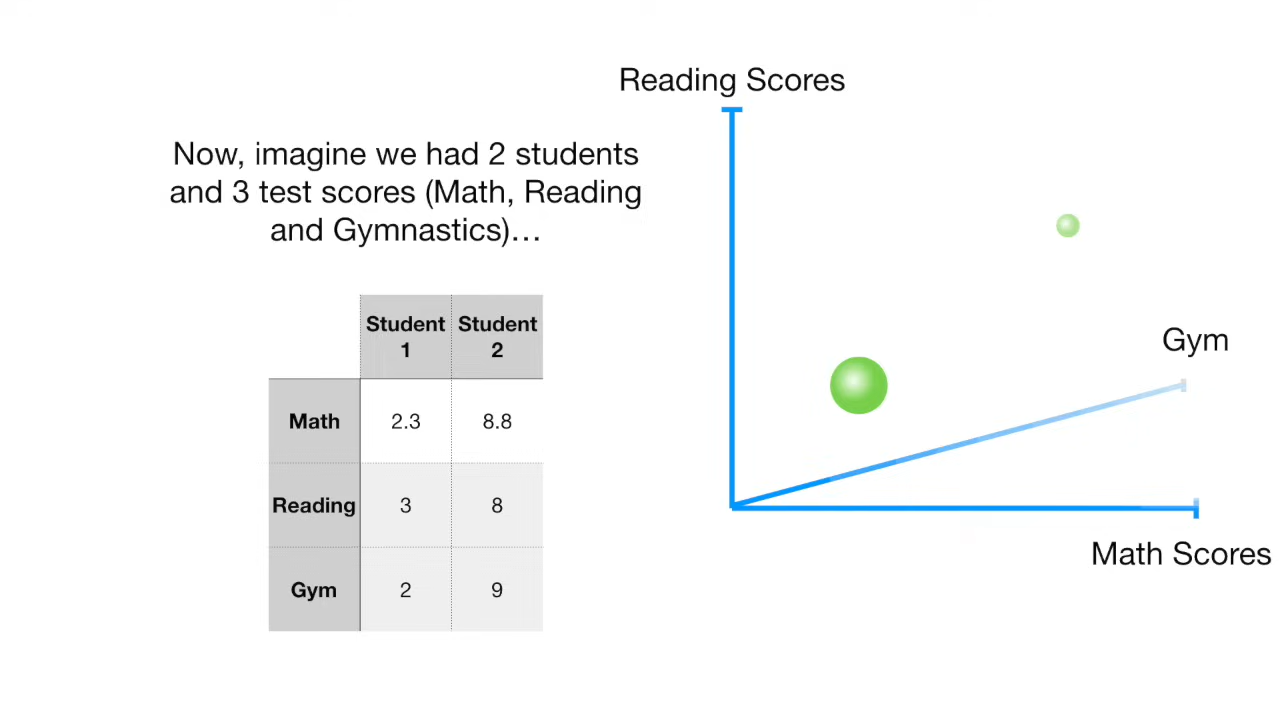 Reading Scores
Now, imagine we had 2 students
and 3 test scores (Math, Reading
and Gymnastics)…
Student 1 Student 2
Math 2.3 8.8
Reading 3 8
Gym 2 9
Gym
Math Scores